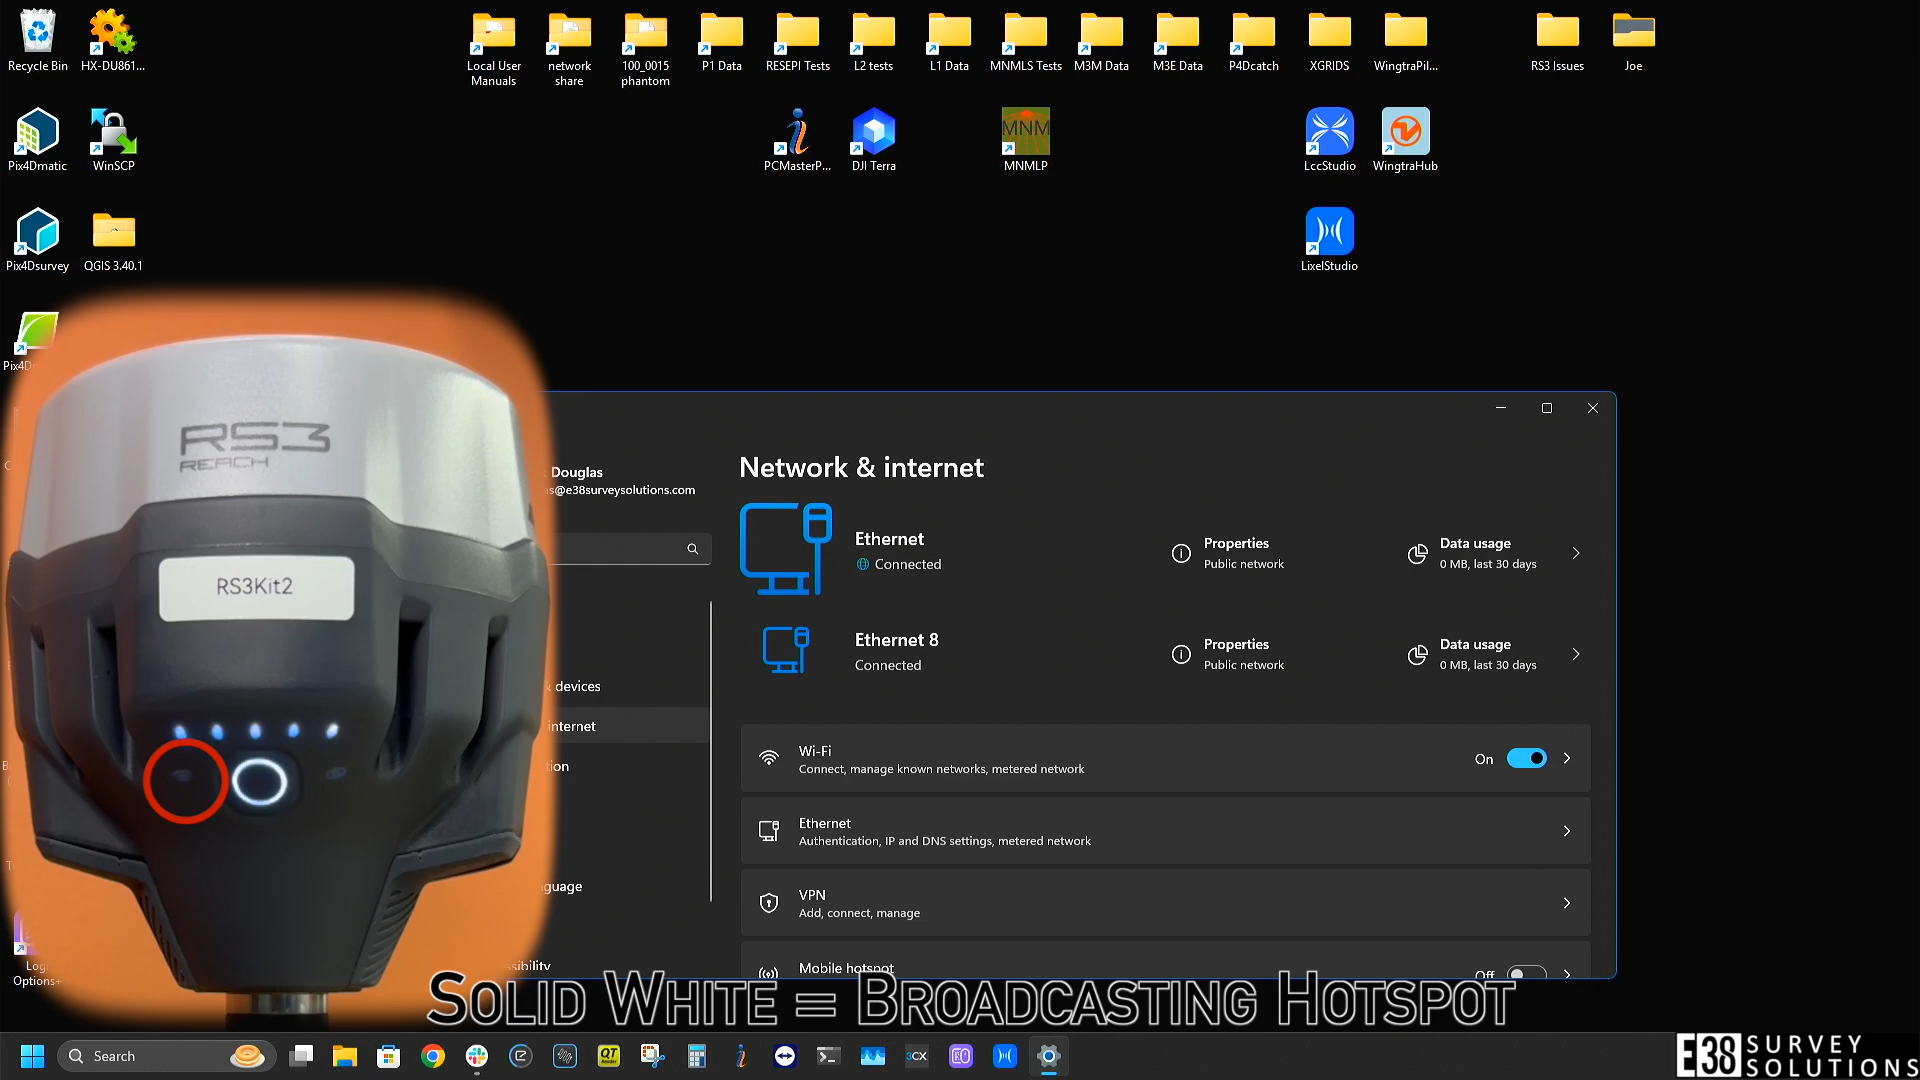 Recycle Bin
HX-DU861...
Local User
Manuals
network
share
100_0015
phantom
P1 Data
RESEPI Tests
L2 tests
L1 Data
MNMLS Tests
M3M Data
M3E Data
P4Dcatch
XGRIDS
WingtraPil...
RS3 Issues
Joe
Pix4Dmatic
WinSCP
PCMasterP...
DJI Terra
MNM
MNMLP
LccStudio
WingtraHub
Pix4Dsurvey
QGIS 3.40.1
LixelStudio
RS3
REACH
RS3Kit2
Douglas
as@e38surveysolutions.com
& devices
internet
Network & internet
Ethernet
Connected
Properties
Public network
Data usage
0 MB, last 30 days
Ethernet 8
Connected
Properties
Public network
Data usage
0 MB, last 30 days
Wi-Fi
Connect, manage known networks, metered network
On
Ethernet
Authentication, IP and DNS settings, metered network
VPN
Add, connect, manage
Mobile hotspot
Off
Options+
Solid White = Broadcasting Hotspot
Search
QT
3CX
E38 SURVEY
SOLUTIONS